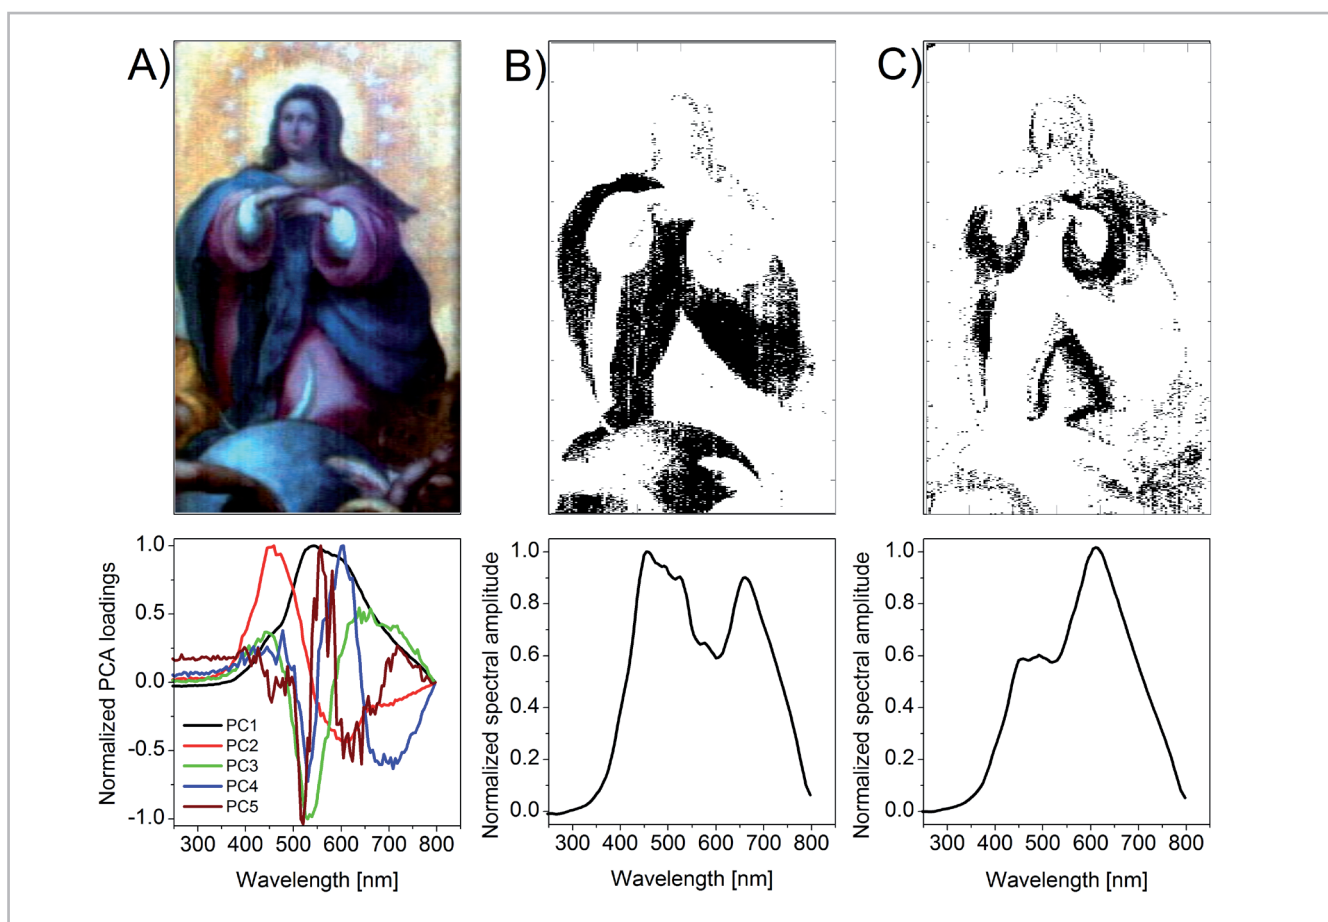 A)
B)
C)
Normalized PCA loadings
1.0
0.5
0.0
-0.5
-1.0
PC1
PC2
PC3
PC4
PC5
300 400 500 600 700 800
Wavelength [nm]
Normalized spectral amplitude
1.0
0.8
0.6
0.4
0.2
0.0
300 400 500 600 700 800
Wavelength [nm]
Normalized spectral amplitude
1.0
0.8
0.6
0.4
0.2
0.0
300 400 500 600 700 800
Wavelength [nm]